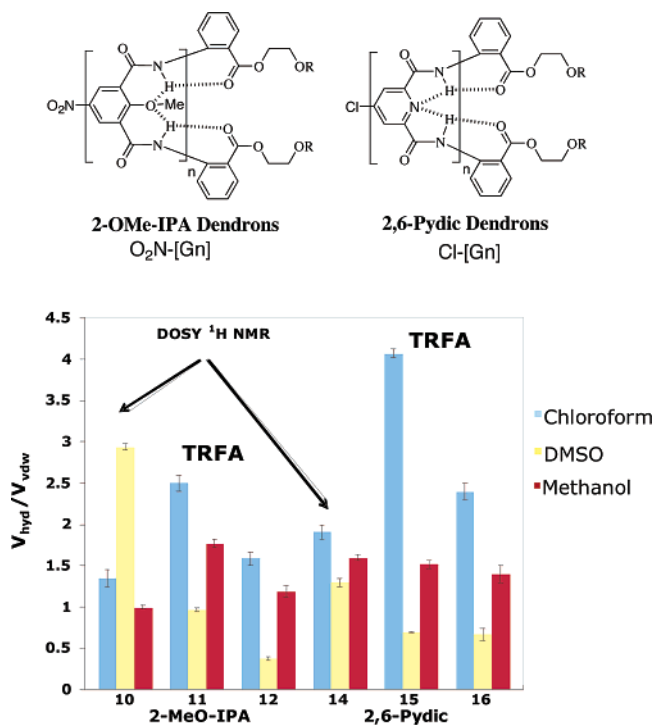 O N H O O OR
O₂N O Me
H O
O N O O OR
n
2-OMe-IPA Dendrons
O₂N-[Gn]
O N H O O OR
Cl N
H O
O N O O OR
n
2,6-Pydic Dendrons
Cl-[Gn]
4.5
4
3.5
3
2.5
2
1.5
1
0.5
0
V_hyd/V_vdw
DOSY ¹H NMR
TRFA
TRFA
Chloroform
DMSO
Methanol
10 11 12 14 15 16
2-MeO-IPA 2,6-Pydic